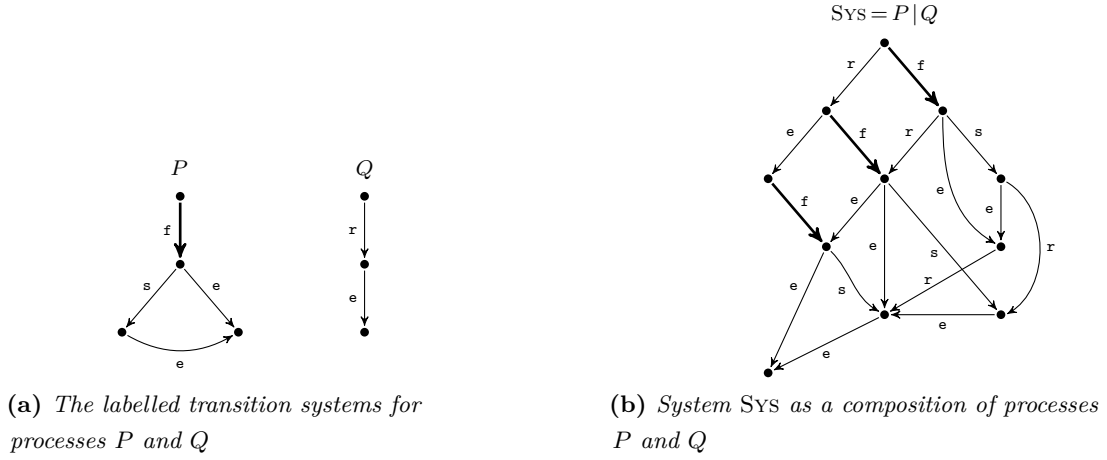 SYS = P | Q
r
f
e
f
r
s
P
Q
f
e
e
f
r
e
e
e
s
e
s
r
s
r
e
e
s
e
e
e
(a) The labelled transition systems for
processes P and Q
(b) System SYS as a composition of processes
P and Q